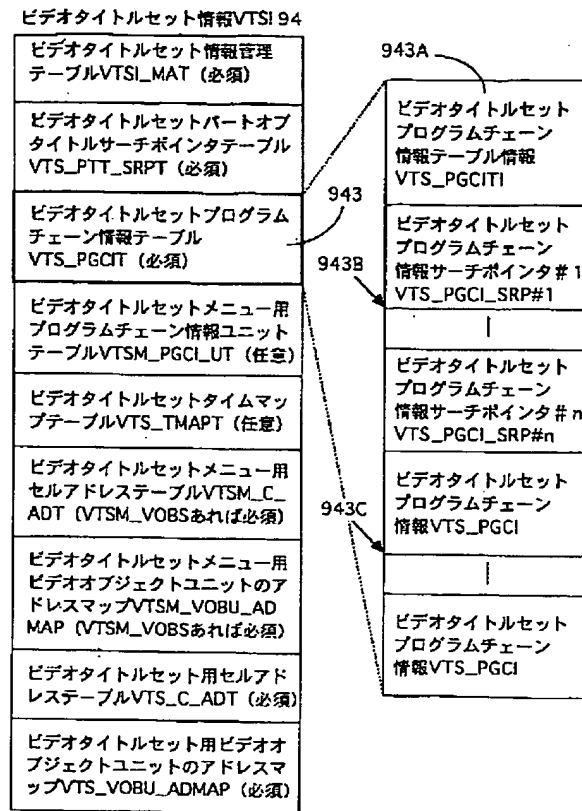 ビデオタイトルセット情報VTSI 94
ビデオタイトルセット情報管理
テーブルVTSI_MAT（必須）
ビデオタイトルセットパートオブ
タイトルサーチポインタテーブル
VTS_PTT_SRPT（必須）
ビデオタイトルセットプログラム
チェーン情報テーブル
VTS_PGCIT（必須）
ビデオタイトルセットメニュー用
プログラムチェーン情報ユニット
テーブルVTSM_PGCI_UT（任意）
ビデオタイトルセットタイムマッ
プテーブルVTS_TMAPT（任意）
ビデオタイトルセットメニュー用
セルアドレステーブルVTSM_C_
ADT（VTSM_VOBSあれば必須）
ビデオタイトルセットメニュー用
ビデオオブジェクトユニットのア
ドレスマップVTSM_VOBU_AD
MAP（VTSM_VOBSあれば必須）
ビデオタイトルセット用セルアド
レステーブルVTS_C_ADT（必須）
ビデオタイトルセット用ビデオオ
ブジェクトユニットのアドレスマ
ップVTS_VOBU_ADMAP（必須）
943
943A
943B
943C
ビデオタイトルセット
プログラムチェーン
情報テーブル情報
VTS_PGCITI
ビデオタイトルセット
プログラムチェーン
情報サーチポインタ＃1
VTS_PGCI_SRP#1
ビデオタイトルセット
プログラムチェーン
情報サーチポインタ＃n
VTS_PGCI_SRP#n
ビデオタイトルセット
プログラムチェーン
情報VTS_PGCI
ビデオタイトルセット
プログラムチェーン
情報VTS_PGCI